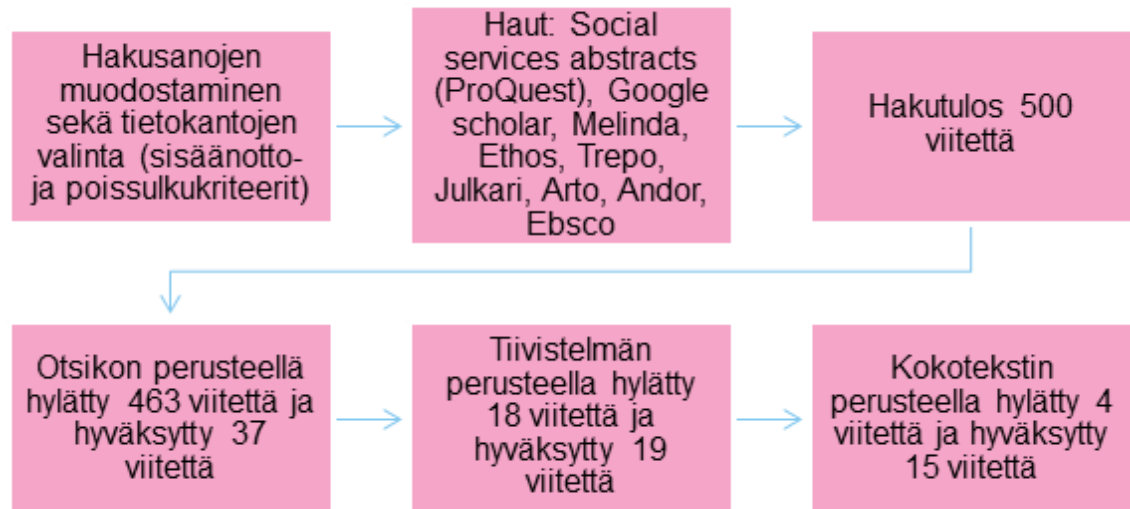 Hakusanojen
muodostaminen
sekä tietokantojen
valinta (sisäänotto-
ja poissulkukriteerit)
Haut: Social
services abstracts
(ProQuest), Google
scholar, Melinda,
Ethos, Trepo,
Julkari, Arto, Andor,
Ebsco
Hakutulos 500
viitettä
Otsikon perusteellä
hylätty 463 viitettä ja
hyväksytty 37
viitettä
Tiivistelmän
perusteella hylätty
18 viitettä ja
hyväksytty 19
viitettä
Kokotekstin
perusteella hylätty 4
viitettä ja hyväksytty
15 viitettä